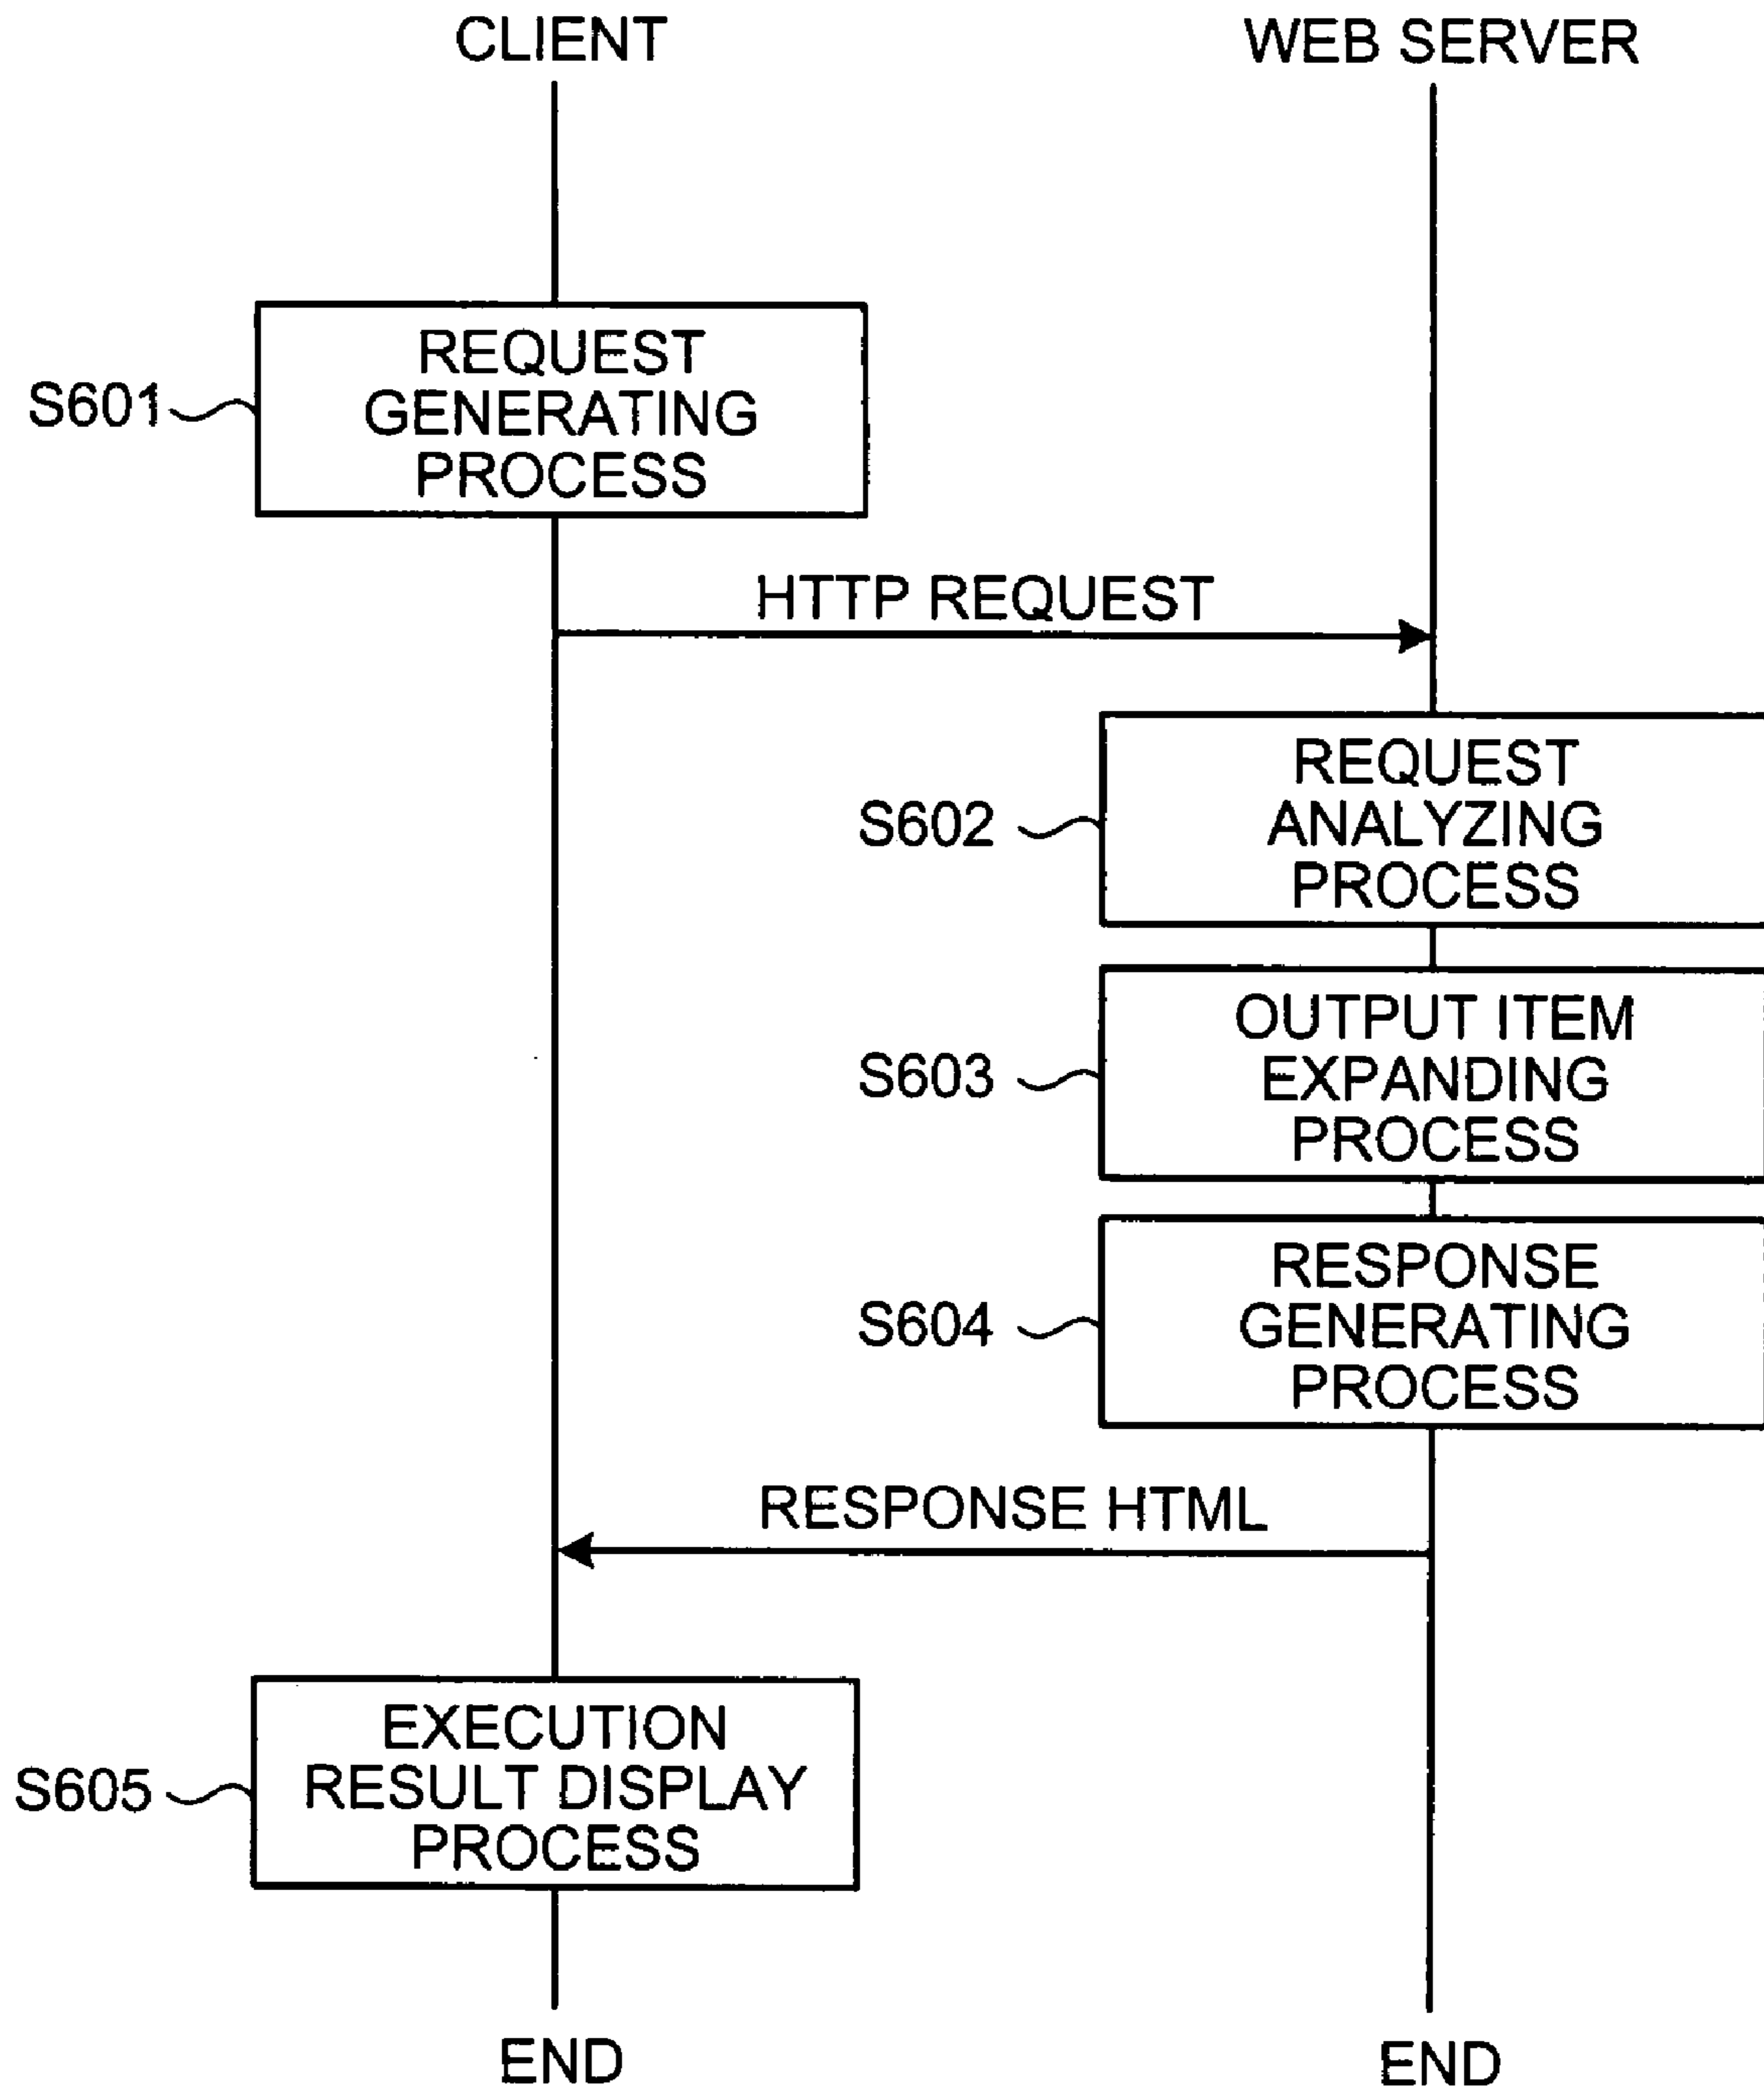 CLIENT
WEB SERVER
REQUEST
GENERATING
PROCESS
S601
HTTP REQUEST
REQUEST
ANALYZING
PROCESS
S602
OUTPUT ITEM
EXPANDING
PROCESS
S603
RESPONSE
GENERATING
PROCESS
S604
RESPONSE HTML
EXECUTION
RESULT DISPLAY
PROCESS
S605
END
END